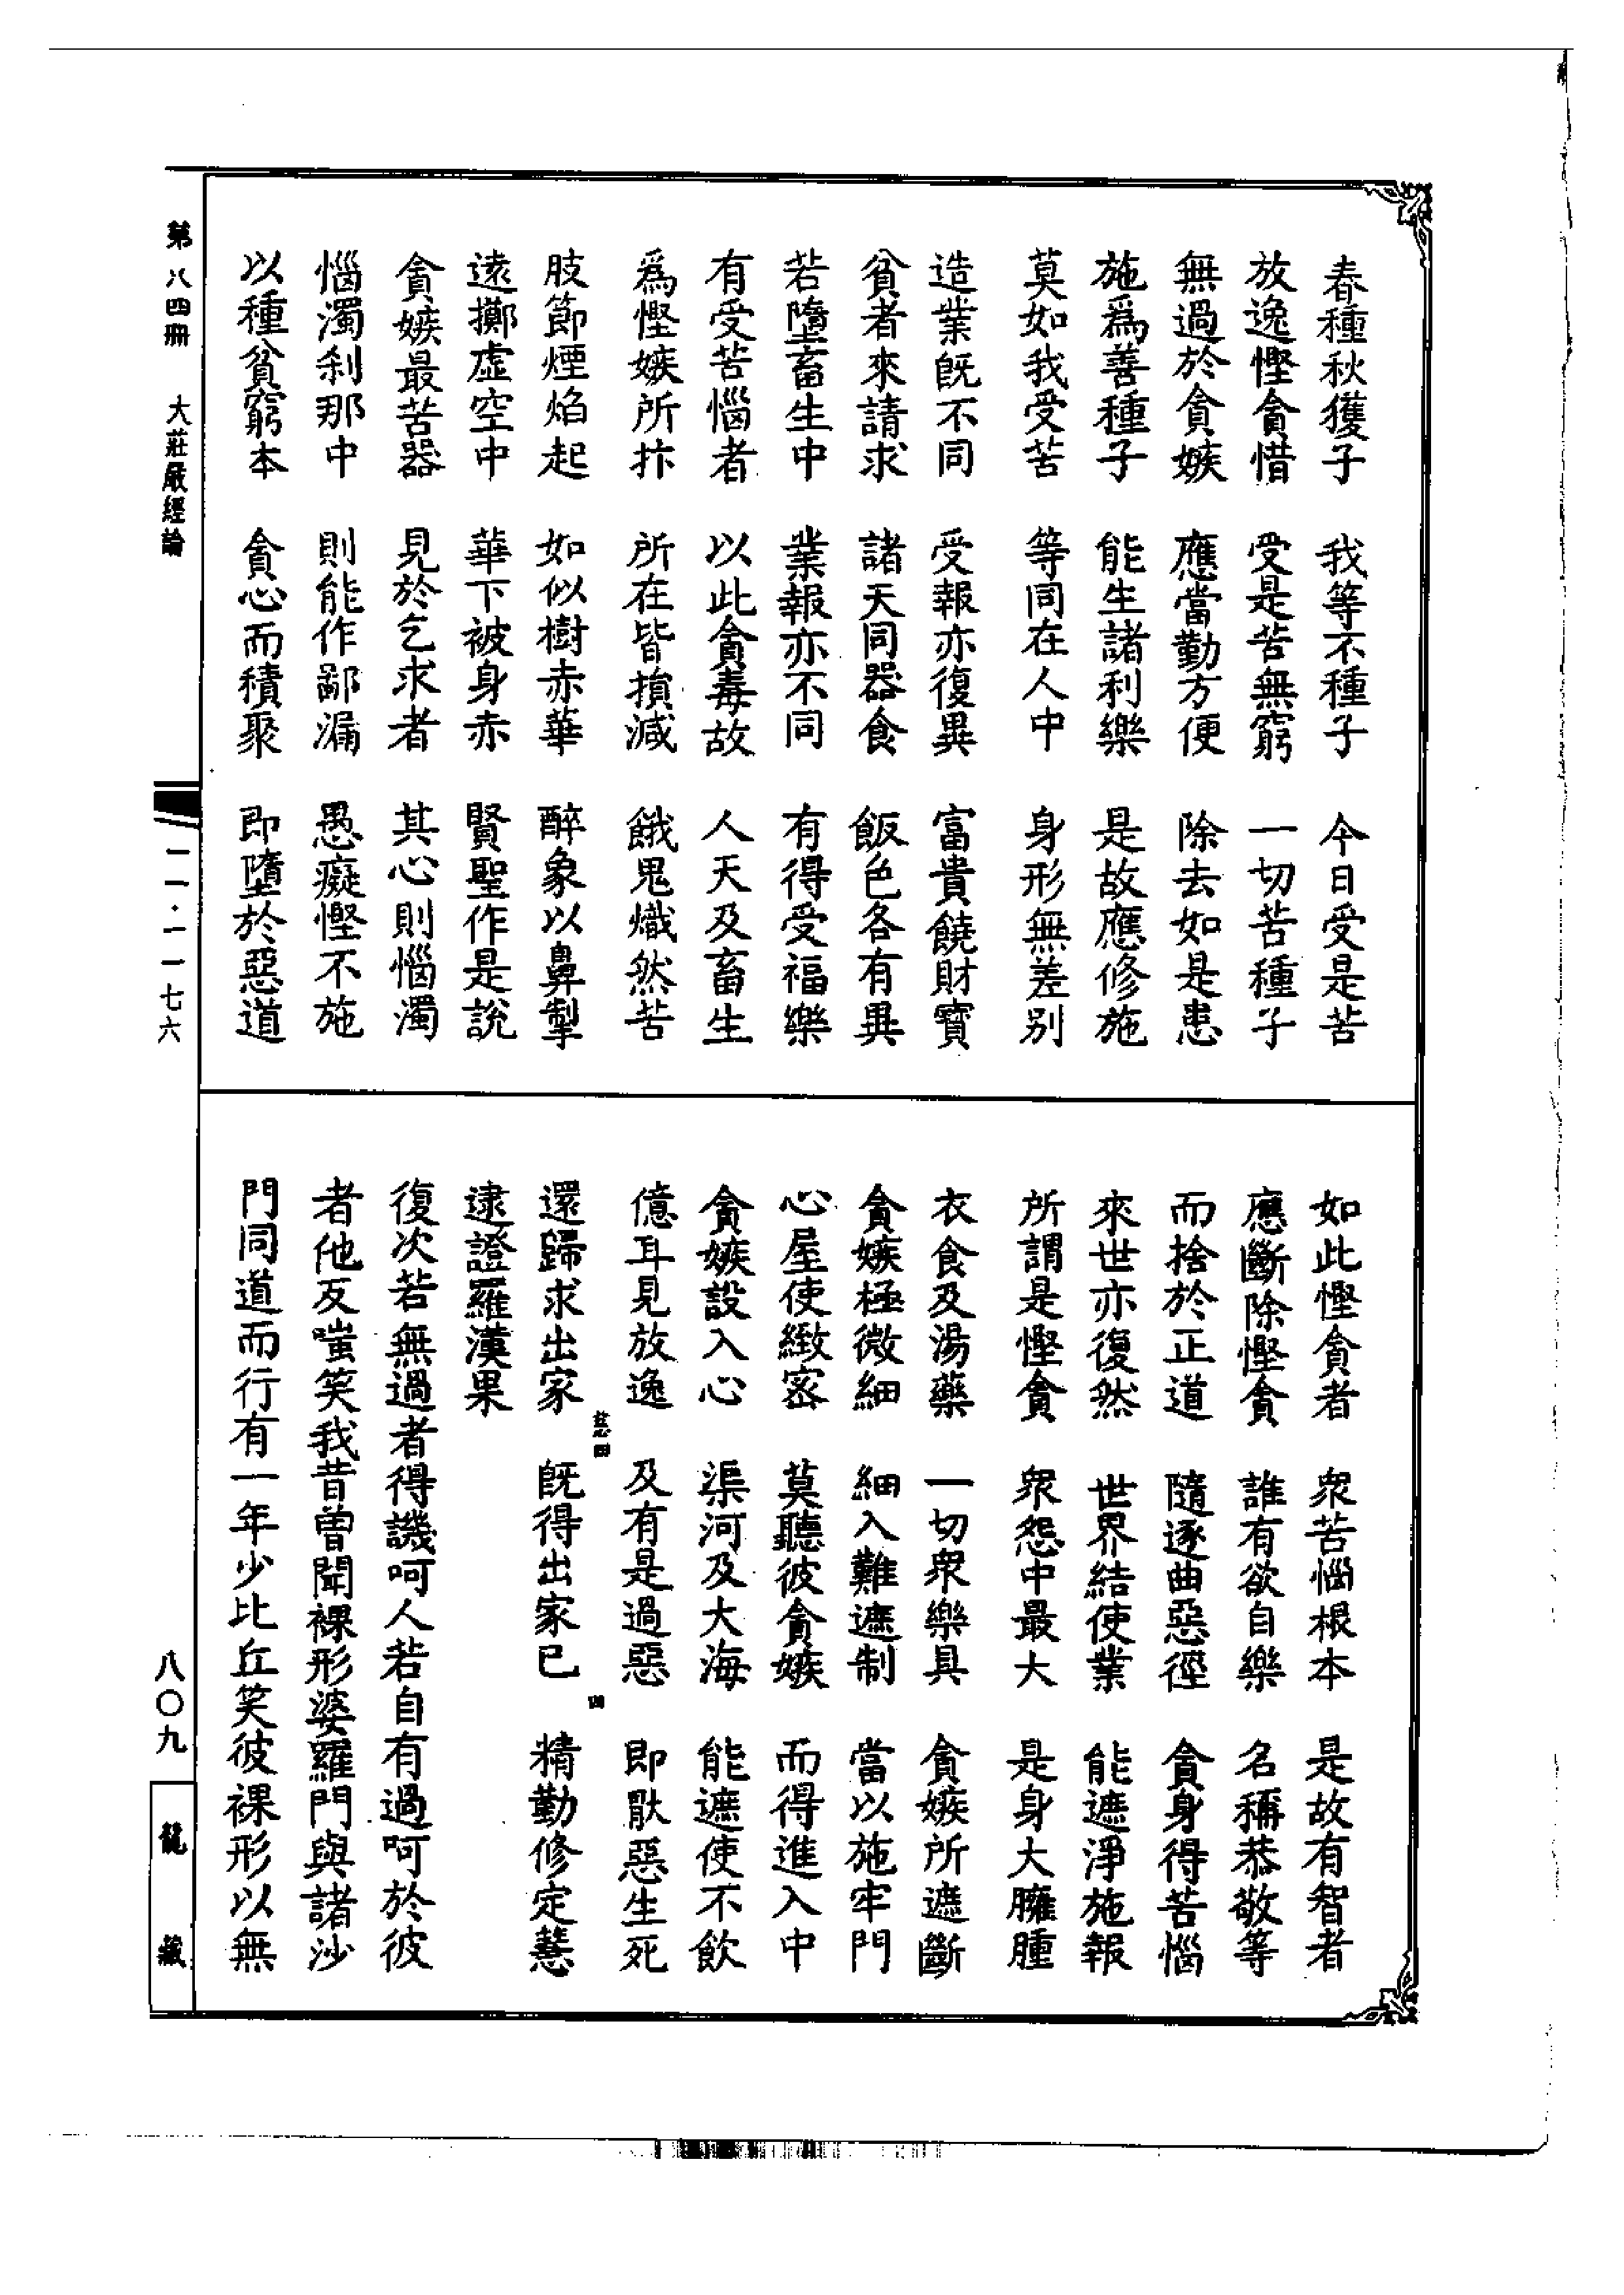 春種秋獲子　我等不種子　今日受是苦
放逸慳貪惜　受是苦無窮　一切苦種子
無過於貪嫉　應當勤方便　除去如是患
施爲善種子　能生諸利樂　是故應修施
莫如我受苦　等同在人中　身形無差別
造業既不同　受報亦復異　富貴饒財寶
貧者來請求　諸天同器食　飯色各有異
若墮畜生中　業報亦不同　有得受福樂
有受苦惱者　以此貪毒故　人天及畜生
爲慳嫉所拃　所在皆損減　餓鬼熾然苦
肢節煙焰起　如似樹赤華　醉象以鼻掣
遠擲虛空中　華下被身赤　賢聖作是說
貪嫉最苦器　見於乞求者　其心則惱濁
惱濁剎那中　則能作鄙漏　愚癡慳不施
以種貧窮本　貪心而積聚　即墮於惡道
如此慳貪者　衆苦惱根本　是故有智者
應斷除慳貪　誰有欲自樂　名稱恭敬等
而捨於正道　隨逐曲惡徑　貪身得苦惱
來世亦復然　世界結使業　能遮淨施報
所謂是慳貪　衆怨中最大　是身大臃腫
衣食及湯藥　一切衆樂具　貪嫉所遮斷
貪嫉極微細　細入難遮制　當以施牢門
心屋使緻密　莫聽彼貪嫉　而得進入中
貪嫉設入心　渠河及大海　能遮使不飲
億耳見放逸　及有是過惡　即猒惡生死
慈四　四
還歸求出家　既得出家已　精勤修定慧
逮證羅漢果
復次若無過者得譏呵人若自有過呵於彼
者他反嗤笑我昔曾聞裸形婆羅門與諸沙
門同道而行有一年少比丘笑彼裸形以無
第八四冊　大莊嚴經論
一一·一一七六
八〇九
龍藏